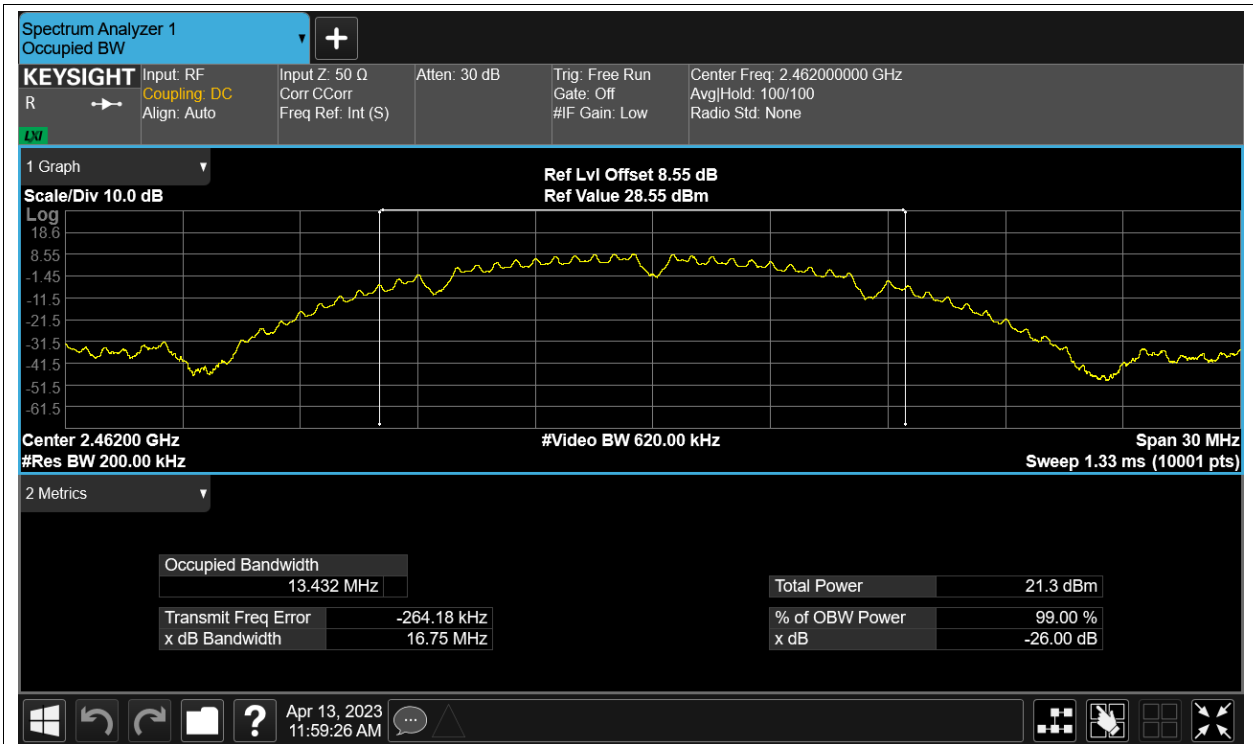 Spectrum Analyzer 1
Occupied BW
KEYSIGHT
R
LXI
Input: RF
Coupling: DC
Align: Auto
Input Z: 50 Ω
Corr CCorr
Freq Ref: Int (S)
Atten: 30 dB
Trig: Free Run
Gate: Off
#IF Gain: Low
Center Freq: 2.462000000 GHz
Avg|Hold: 100/100
Radio Std: None
1 Graph
Scale/Div 10.0 dB
Ref Lvl Offset 8.55 dB
Ref Value 28.55 dBm
Log
18.6
8.55
-1.45
-11.5
-21.5
-31.5
-41.5
-51.5
-61.5
Center 2.46200 GHz
#Video BW 620.00 kHz
Span 30 MHz
#Res BW 200.00 kHz
Sweep 1.33 ms (10001 pts)
2 Metrics
Occupied Bandwidth
13.432 MHz
Total Power 21.3 dBm
Transmit Freq Error -264.18 kHz
% of OBW Power 99.00 %
x dB Bandwidth 16.75 MHz
x dB -26.00 dB
?
Apr 13, 2023
11:59:26 AM